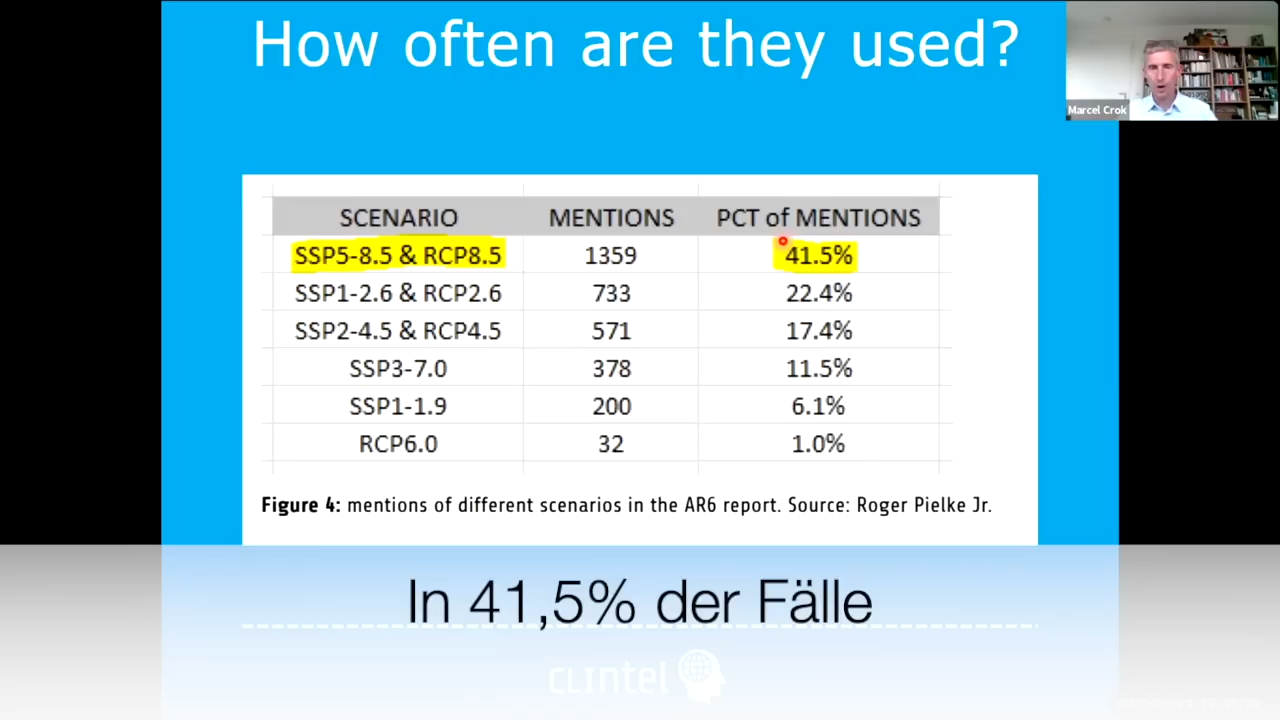 How often are they used?
Marcel Crok
SCENARIO MENTIONS PCT of MENTIONS
SSP5-8.5 & RCP8.5 1359 41.5%
SSP1-2.6 & RCP2.6 733 22.4%
SSP2-4.5 & RCP4.5 571 17.4%
SSP3-7.0 378 11.5%
SSP1-1.9 200 6.1%
RCP6.0 32 1.0%
Figure 4: mentions of different scenarios in the AR6 report. Source: Roger Pielke Jr.
In 41,5% der Fälle
CLINTEL